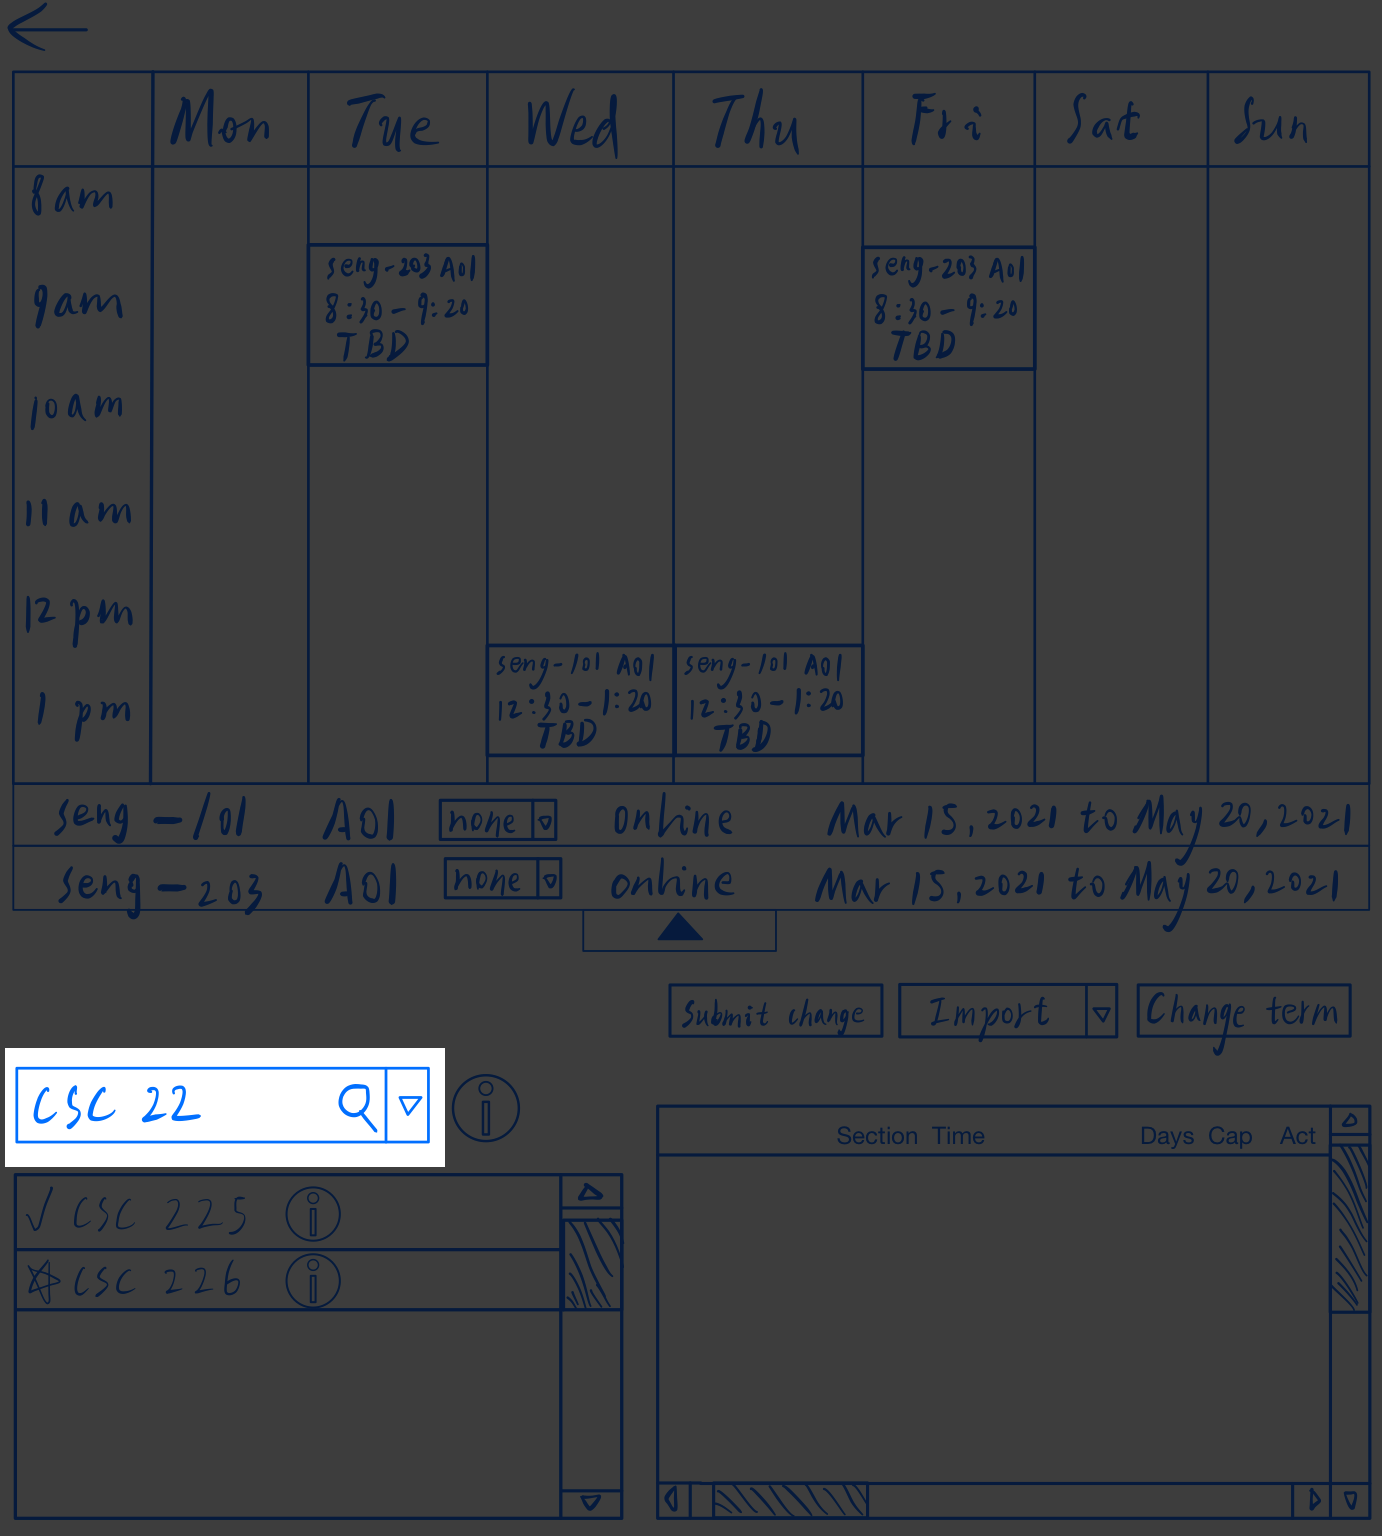 Mon Tue Wed Thu Fri Sat Sun
8 am
seng-203 A01 seng-203 A01
9am 8:30-9:20 8:30-9:20
TBD TBD
10 am
11 am
12 pm
seng-101 A01 seng-101 A01
1 pm 12:30-1:20 12:30-1:20
TBD TBD
seng-101 A01 none online Mar 15, 2021 to May 20, 2021
seng-203 A01 none online Mar 15, 2021 to May 20, 2021
Submit change Import Change term
CSC 22 i
Section Time Days Cap Act
CSC 225 i
CSC 226 i